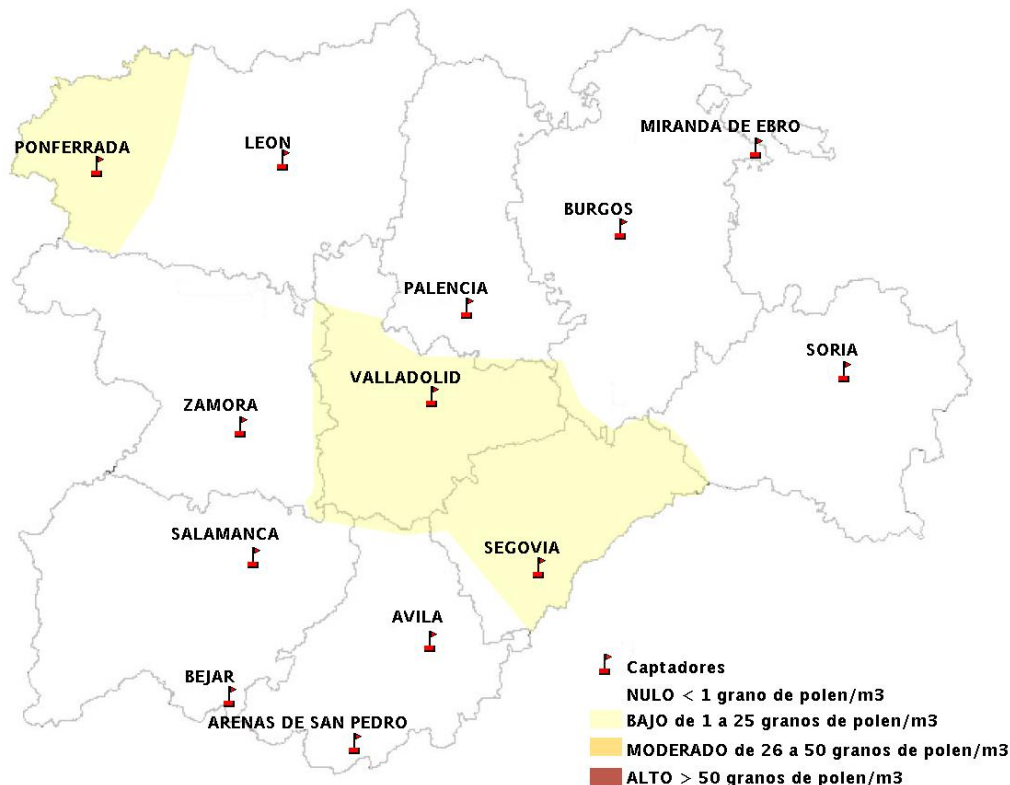 MIRANDA DE EBRO
PONFERRADA
LEON
BURGOS
PALENCIA
SORIA
VALLADOLID
ZAMORA
SALAMANCA
SEGOVIA
AVILA
BEJAR
ARENAS DE SAN PEDRO
Captadores
NULO < 1 grano de polen/m3
BAJO de 1 a 25 granos de polen/m3
MODERADO de 26 a 50 granos de polen/m3
ALTO > 50 granos de polen/m3